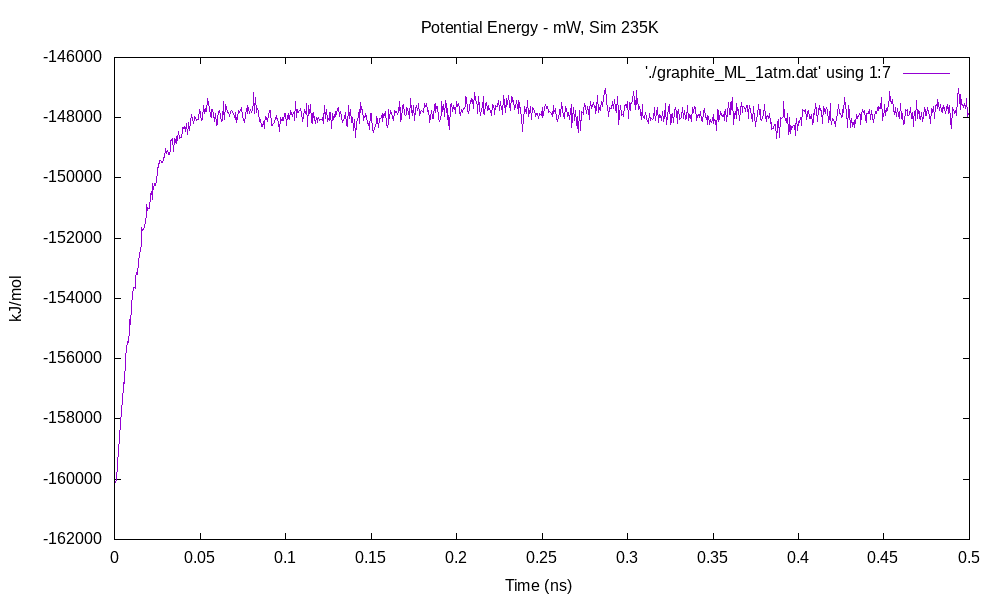 Potential Energy - mW, Sim 235K
'./graphite_ML_1atm.dat' using 1:7
-146000
-148000
-150000
-152000
-154000
-156000
-158000
-160000
-162000
kJ/mol
0 0.05 0.1 0.15 0.2 0.25 0.3 0.35 0.4 0.45 0.5
Time (ns)